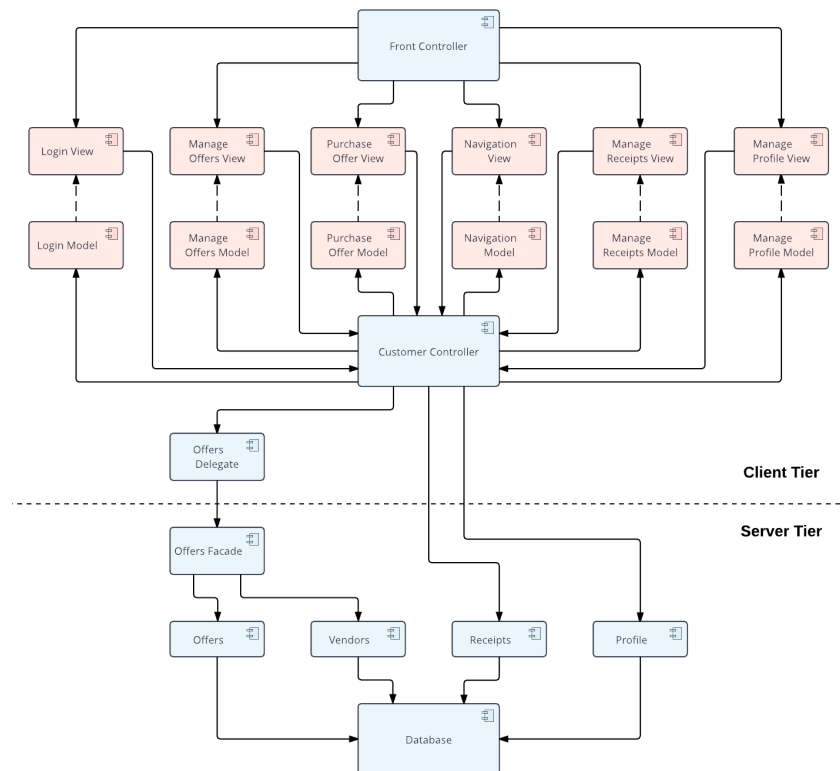 Front Controller
Login View
Manage
Offers View
Purchase
Offer View
Navigation
View
Manage
Receipts View
Manage
Profile View
Login Model
Manage
Offers Model
Purchase
Offer Model
Navigation
Model
Manage
Receipts Model
Manage
Profile Model
Customer Controller
Offers
Delegate
Client Tier
Server Tier
Offers Facade
Offers
Vendors
Receipts
Profile
Database